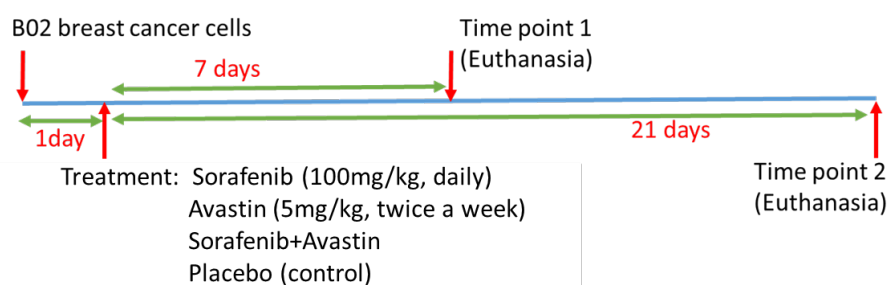 B02 breast cancer cells
Time point 1
(Euthanasia)
7 days
1day
21 days
Treatment: Sorafenib (100mg/kg, daily)
Avastin (5mg/kg, twice a week)
Sorafenib+Avastin
Placebo (control)
Time point 2
(Euthanasia)